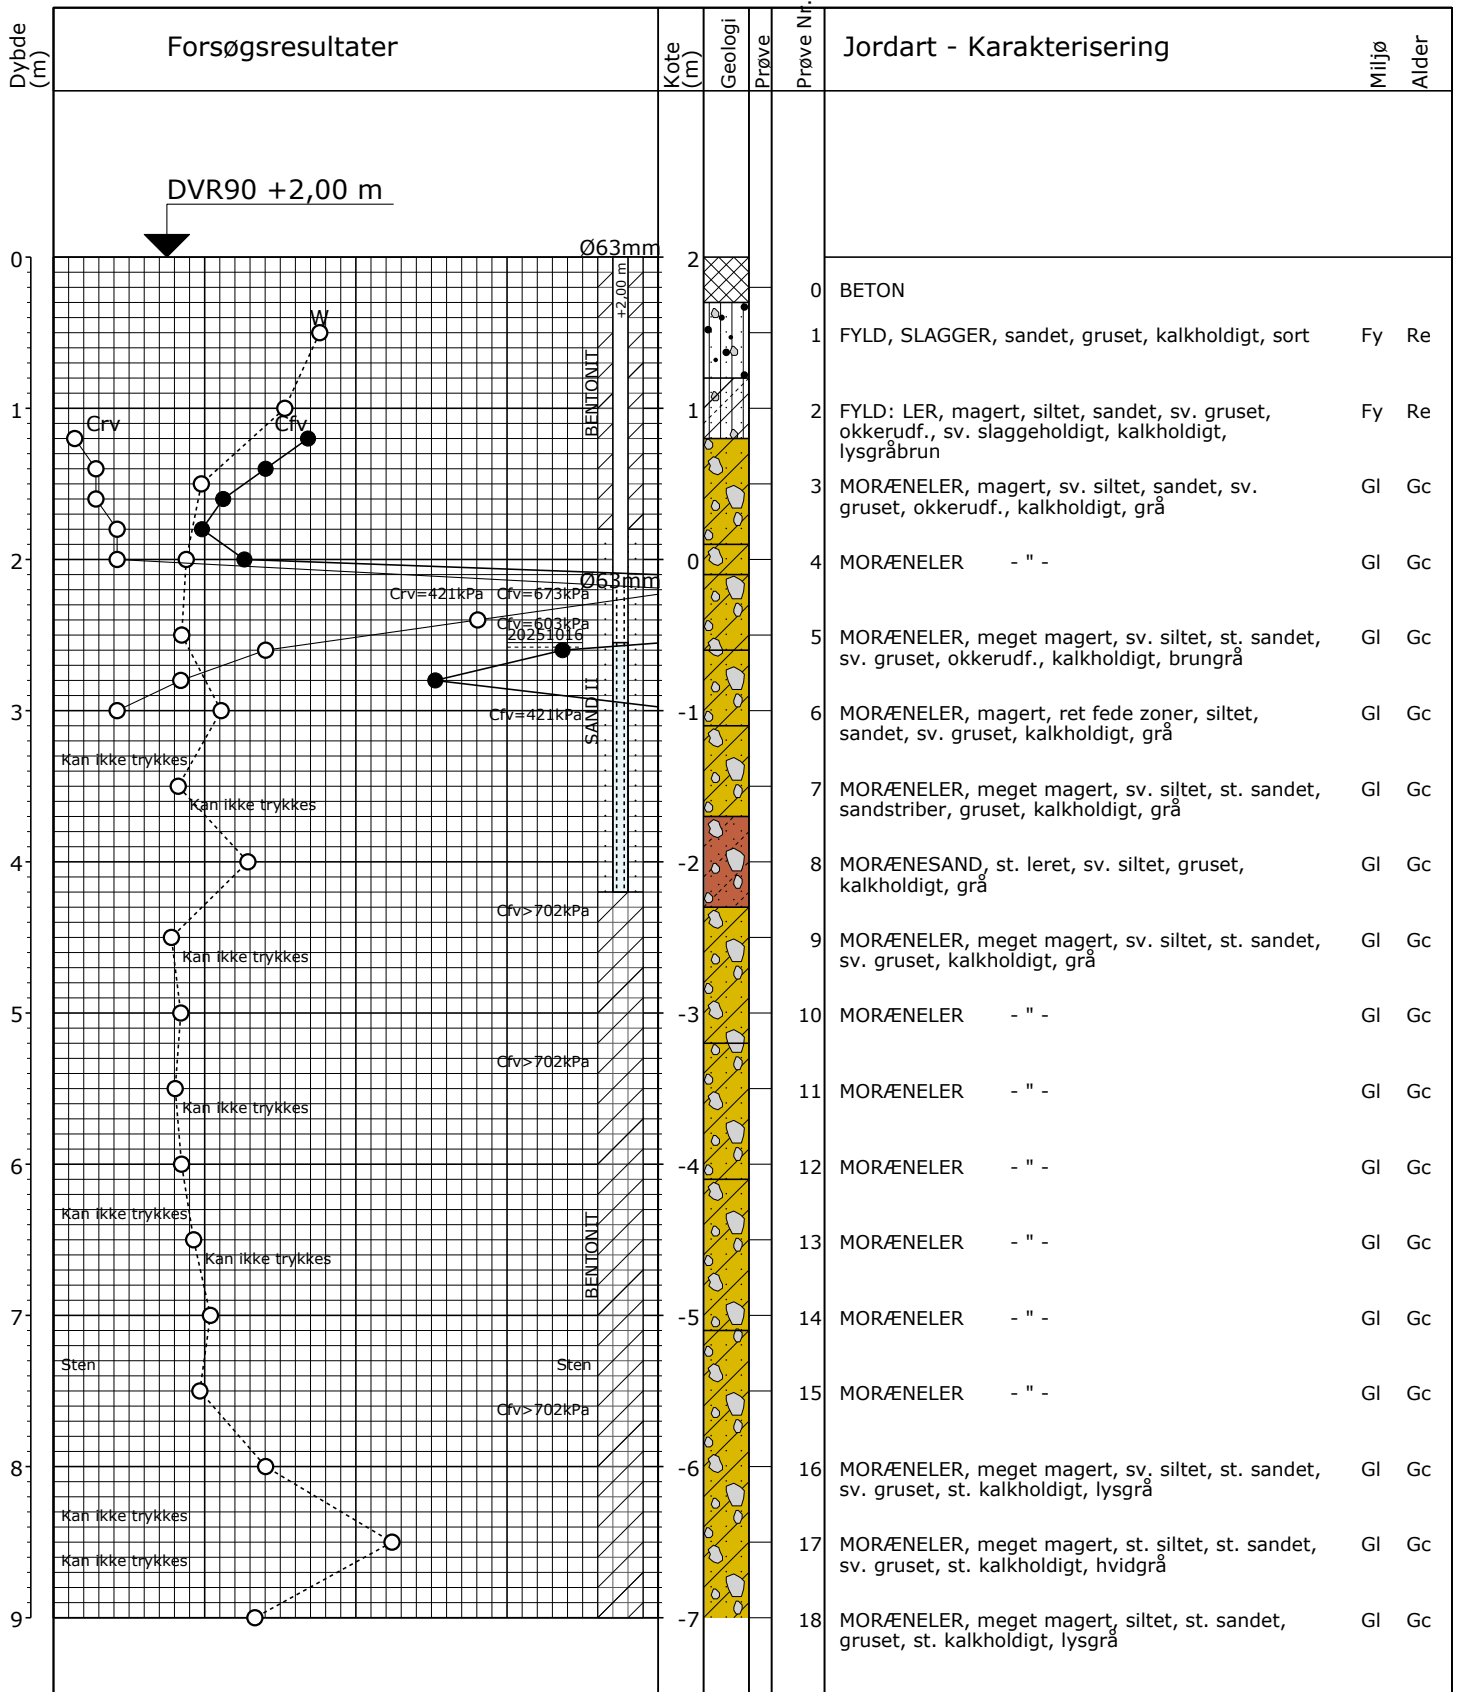 Dybde
(m)
Forsøgsresultater
Kote
(m)
Geologi
Prøve
Prøve Nr.
Jordart - Karakterisering
Miljø
Alder
DVR90 +2,00 m
Ø63mm
0
2
+2,00 m
0 BETON
W
BENTONIT
1 FYLD, SLAGGER, sandet, gruset, kalkholdigt, sort Fy Re
1
1
Crv
Cfv
2 FYLD: LER, magert, siltet, sandet, sv. gruset, Fy Re
okkerudf., sv. slaggeholdigt, kalkholdigt,
lysgråbrun
3 MORÆNELER, magert, sv. siltet, sandet, sv. Gl Gc
gruset, okkerudf., kalkholdigt, grå
2
0
4 MORÆNELER - " - Gl Gc
Ø63mm
Crv=421kPa Cfv=673kPa
Cfv=603kPa
20251016
5 MORÆNELER, meget magert, sv. siltet, st. sandet, Gl Gc
sv. gruset, okkerudf., kalkholdigt, brungrå
SAND II
3
-1
Cfv=421kPa
6 MORÆNELER, magert, ret fede zoner, siltet, Gl Gc
sandet, sv. gruset, kalkholdigt, grå
Kan ikke trykkes
Kan ikke trykkes
7 MORÆNELER, meget magert, sv. siltet, st. sandet, Gl Gc
sandstriber, gruset, kalkholdigt, grå
4
-2
8 MORÆNESAND, st. leret, sv. siltet, gruset, Gl Gc
kalkholdigt, grå
Cfv>702kPa
Kan ikke trykkes
9 MORÆNELER, meget magert, sv. siltet, st. sandet, Gl Gc
sv. gruset, kalkholdigt, grå
5
-3
10 MORÆNELER - " - Gl Gc
Cfv>702kPa
Kan ikke trykkes
11 MORÆNELER - " - Gl Gc
6
-4
12 MORÆNELER - " - Gl Gc
Kan ikke trykkes
Kan ikke trykkes
BENTONIT
13 MORÆNELER - " - Gl Gc
7
-5
14 MORÆNELER - " - Gl Gc
Sten
Sten
Cfv>702kPa
15 MORÆNELER - " - Gl Gc
8
-6
16 MORÆNELER, meget magert, sv. siltet, st. sandet, Gl Gc
sv. gruset, st. kalkholdigt, lysgrå
Kan ikke trykkes
Kan ikke trykkes
17 MORÆNELER, meget magert, st. siltet, st. sandet, Gl Gc
sv. gruset, st. kalkholdigt, hvidgrå
9
-7
18 MORÆNELER, meget magert, siltet, st. sandet, Gl Gc
gruset, st. kalkholdigt, lysgrå